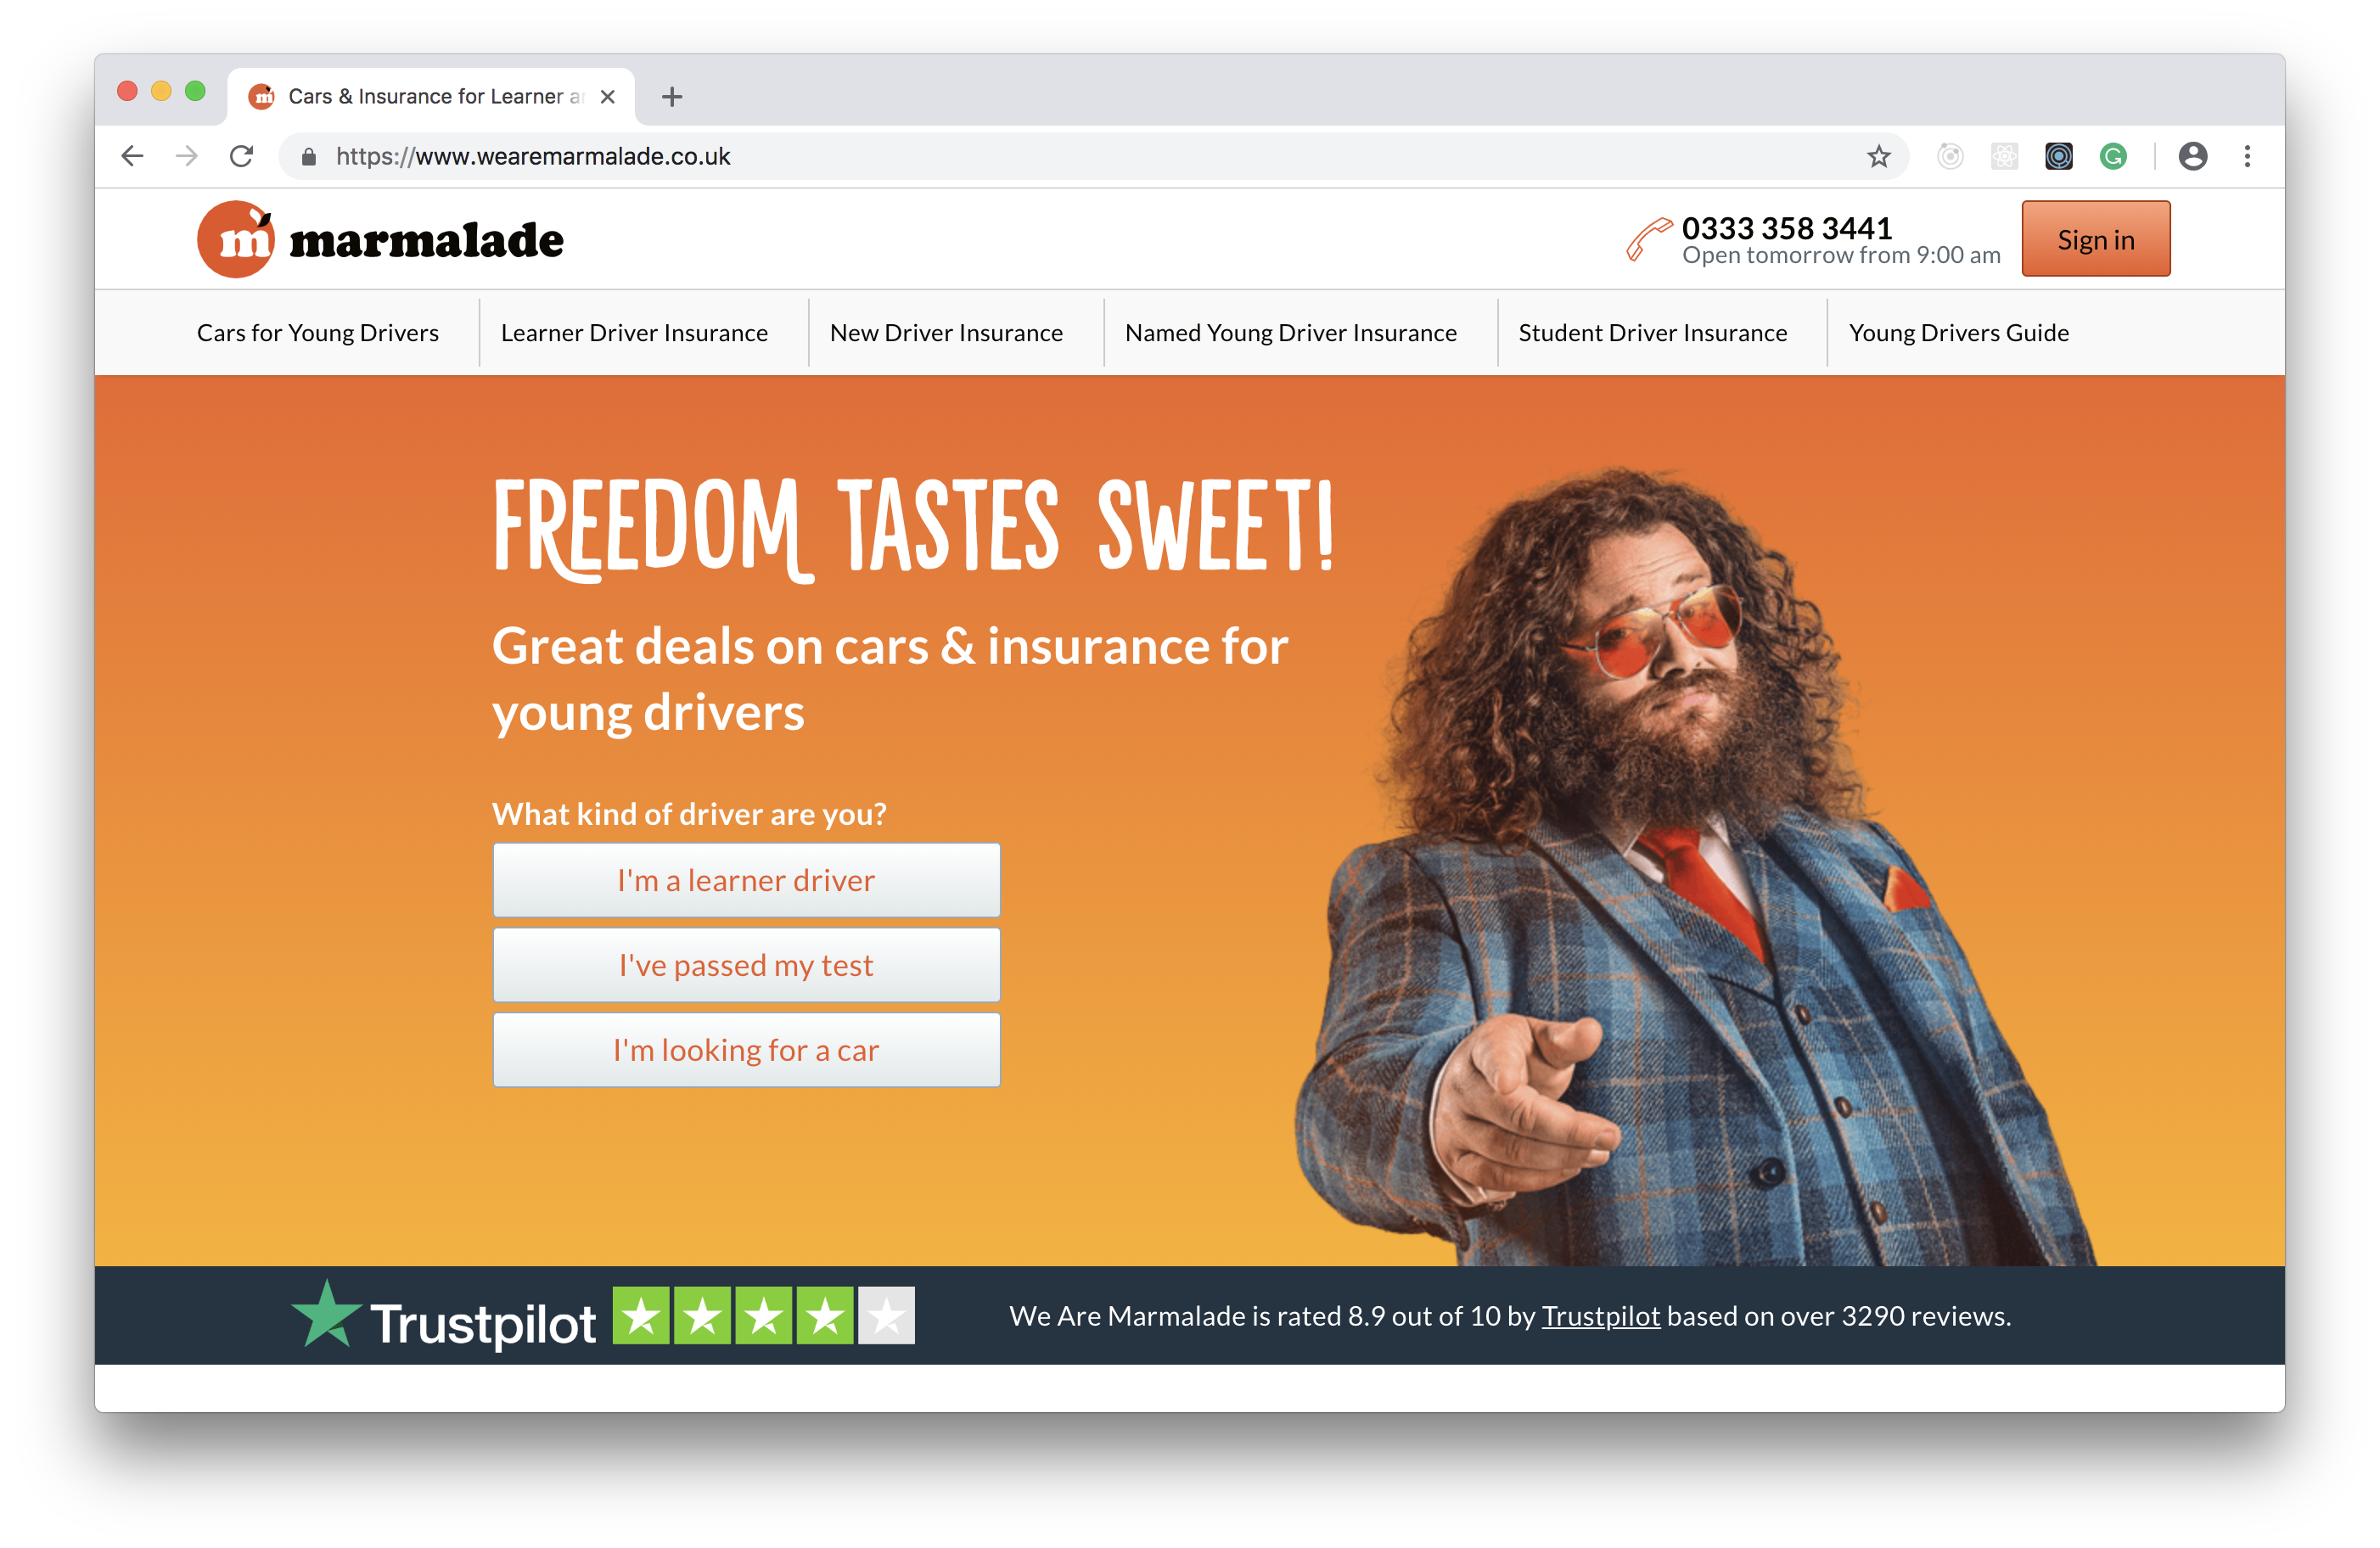 Cars & Insurance for Learner a
https://www.wearemarmalade.co.uk
m marmalade
0333 358 3441
Open tomorrow from 9:00 am
Sign in
Cars for Young Drivers
Learner Driver Insurance
New Driver Insurance
Named Young Driver Insurance
Student Driver Insurance
Young Drivers Guide
FREEDOM TASTES SWEET!
Great deals on cars & insurance for
young drivers
What kind of driver are you?
I'm a learner driver
I've passed my test
I'm looking for a car
Trustpilot
We Are Marmalade is rated 8.9 out of 10 by Trustpilot based on over 3290 reviews.